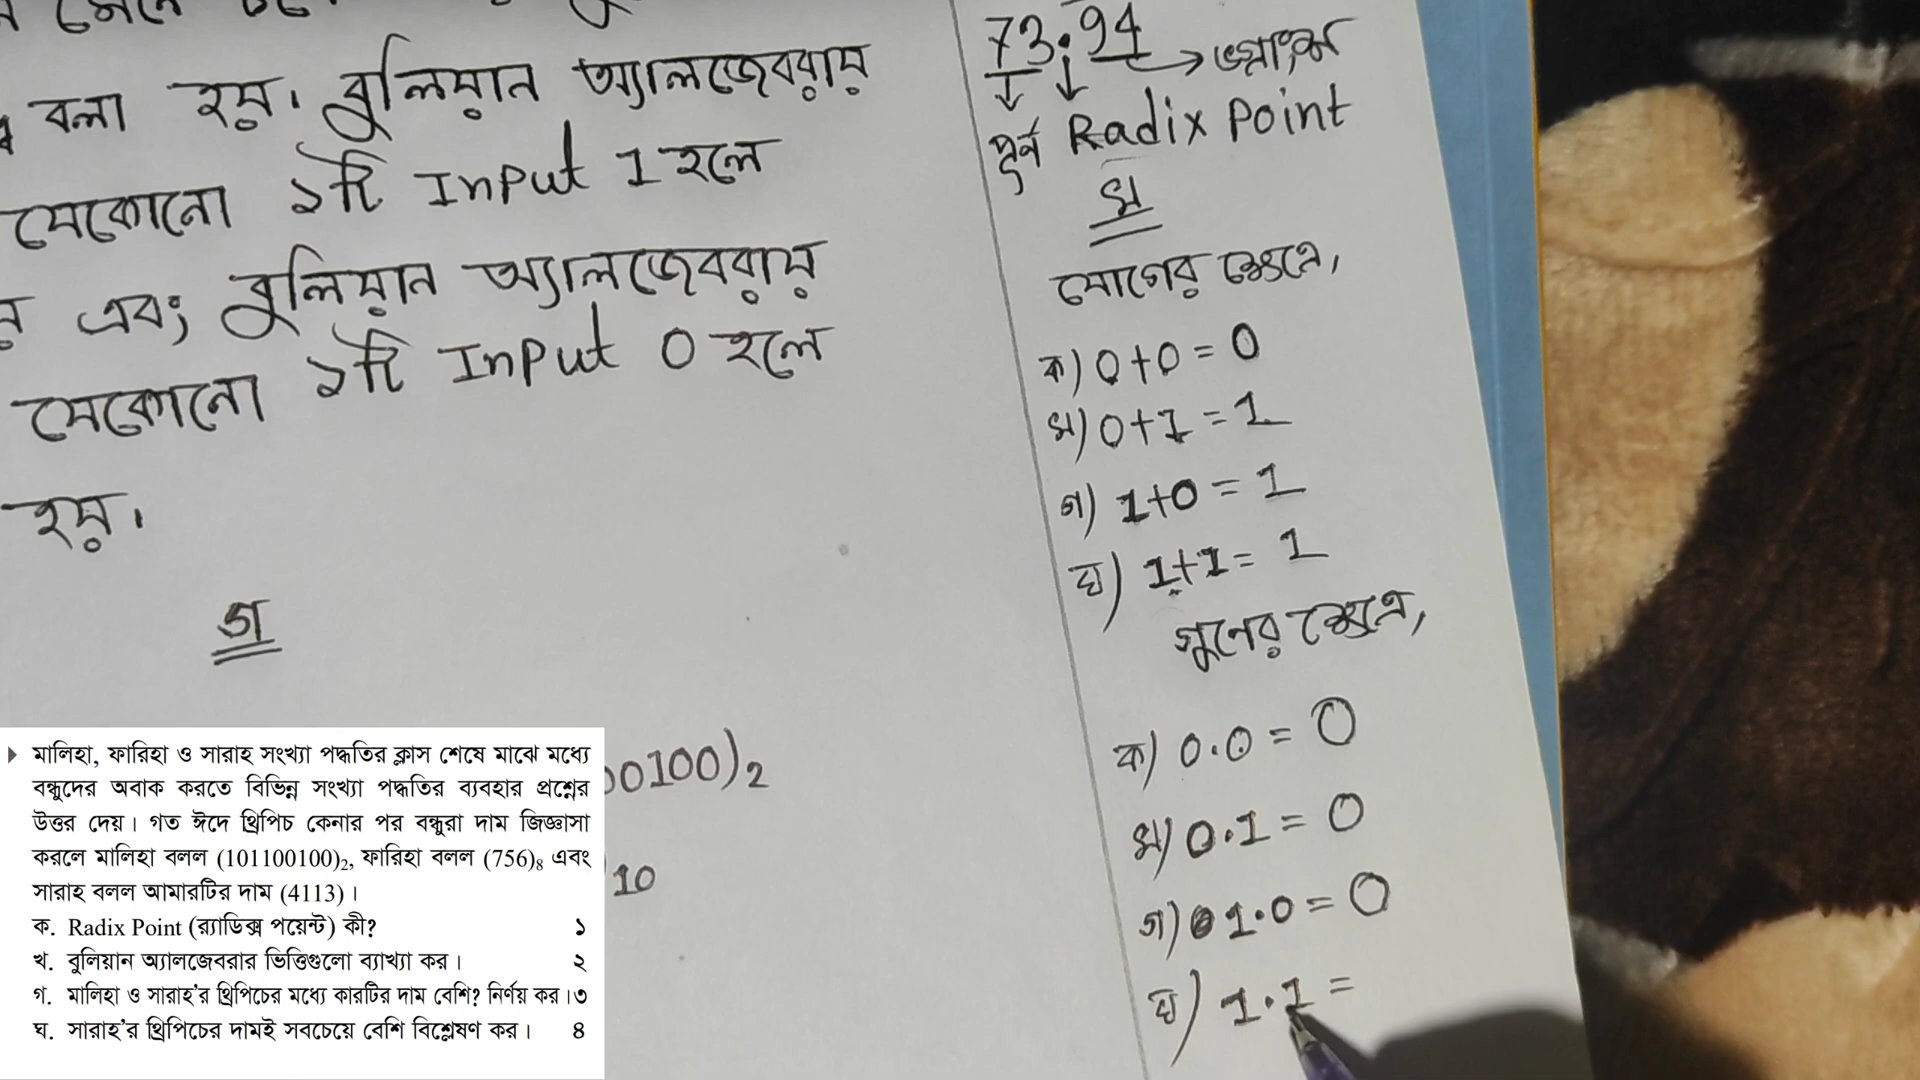 বলা হয়। বুলিয়ান অ্যালজেবরায়
যেকোনো ১টি Input 1 হলে
এবং বুলিয়ান অ্যালজেবরায়
যেকোনো ১টি Input 0 হলে
হয়।
গ
00100)2
10
73.94
→ ভগ্নাংশ
পূর্ন Radix Point
খ
যোগের ক্ষেত্রে,
ক) 0+0 = 0
খ) 0+1 = 1
গ) 1+0 = 1
ঘ) 1+1 = 1
গুনের ক্ষেত্রে,
ক) 0.0 = 0
খ) 0.1 = 0
গ) 1.0 = 0
ঘ) 1.1 =
মালিহা, ফারিহা ও সারাহ সংখ্যা পদ্ধতির ক্লাস শেষে মাঝে মধ্যে
বন্ধুদের অবাক করতে বিভিন্ন সংখ্যা পদ্ধতির ব্যবহার প্রশ্নের
উত্তর দেয়। গত ঈদে থ্রিপিচ কেনার পর বন্ধুরা দাম জিজ্ঞাসা
করলে মালিহা বলল (101100100)2, ফারিহা বলল (756)8 এবং
সারাহ বলল আমারটির দাম (4113)।
ক. Radix Point (র‍্যাডিক্স পয়েন্ট) কী? ১
খ. বুলিয়ান অ্যালজেবরার ভিত্তিগুলো ব্যাখ্যা কর। ২
গ. মালিহা ও সারাহ'র থ্রিপিচের মধ্যে কারটির দাম বেশি? নির্ণয় কর। ৩
ঘ. সারাহ'র থ্রিপিচের দামই সবচেয়ে বেশি বিশ্লেষণ কর। ৪